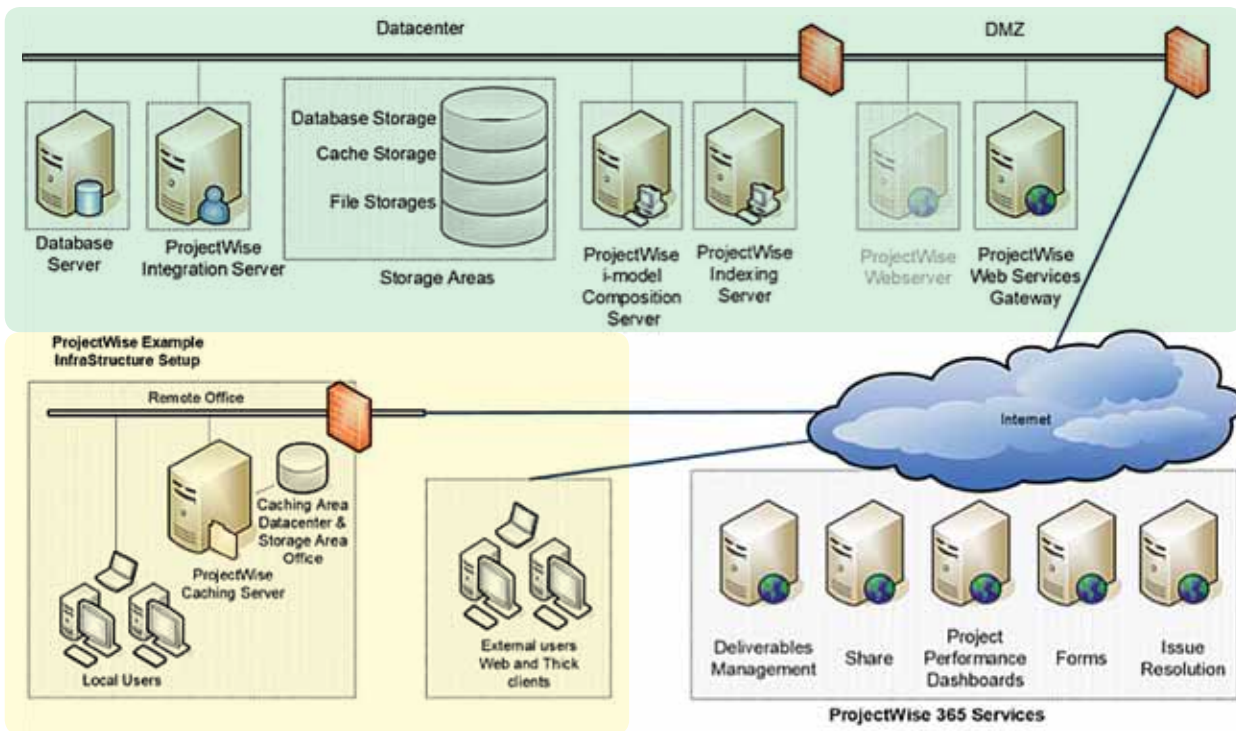 Datacenter
DMZ
Database Storage
Cache Storage
File Storages
Database
Server
ProjectWise
Integration Server
Storage Areas
ProjectWise
i-model
Composition
Server
ProjectWise
Indexing
Server
ProjectWise
Webserver
ProjectWise
Web Services
Gateway
ProjectWise Example
InfraStructure Setup
Remote Office
Internet
Caching Area
Datacenter &
Storage Area
Office
ProjectWise
Caching Server
Local Users
External users
Web and Thick
clients
Deliverables
Management
Share
Project
Performance
Dashboards
Forms
Issue
Resolution
ProjectWise 365 Services